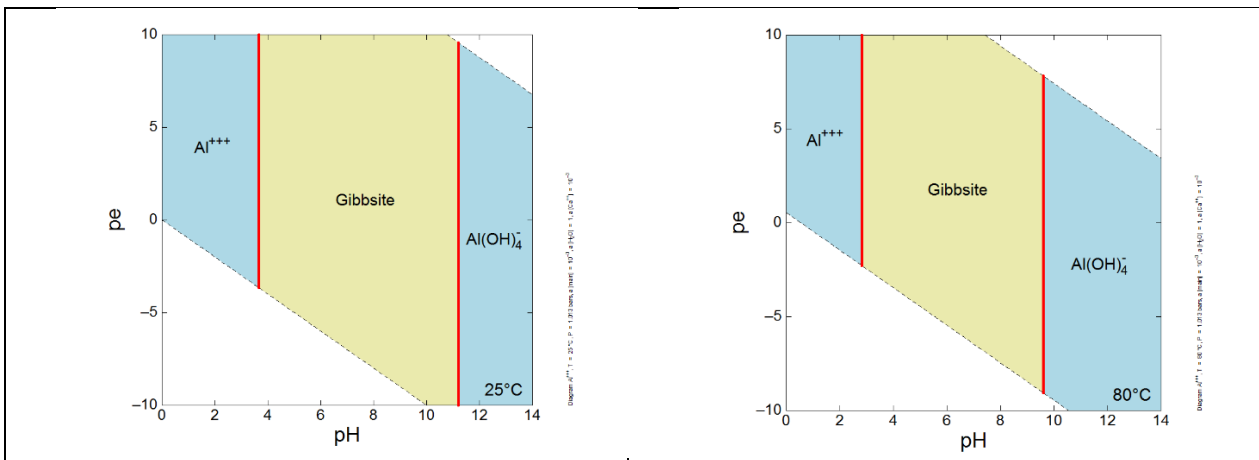 10
5
0
–5
–10
pe
Al+++
Gibbsite
Al(OH)4-
25°C
0 2 4 6 8 10 12 14
pH
10
5
0
–5
–10
pe
Al+++
Gibbsite
Al(OH)4-
80°C
0 2 4 6 8 10 12 14
pH